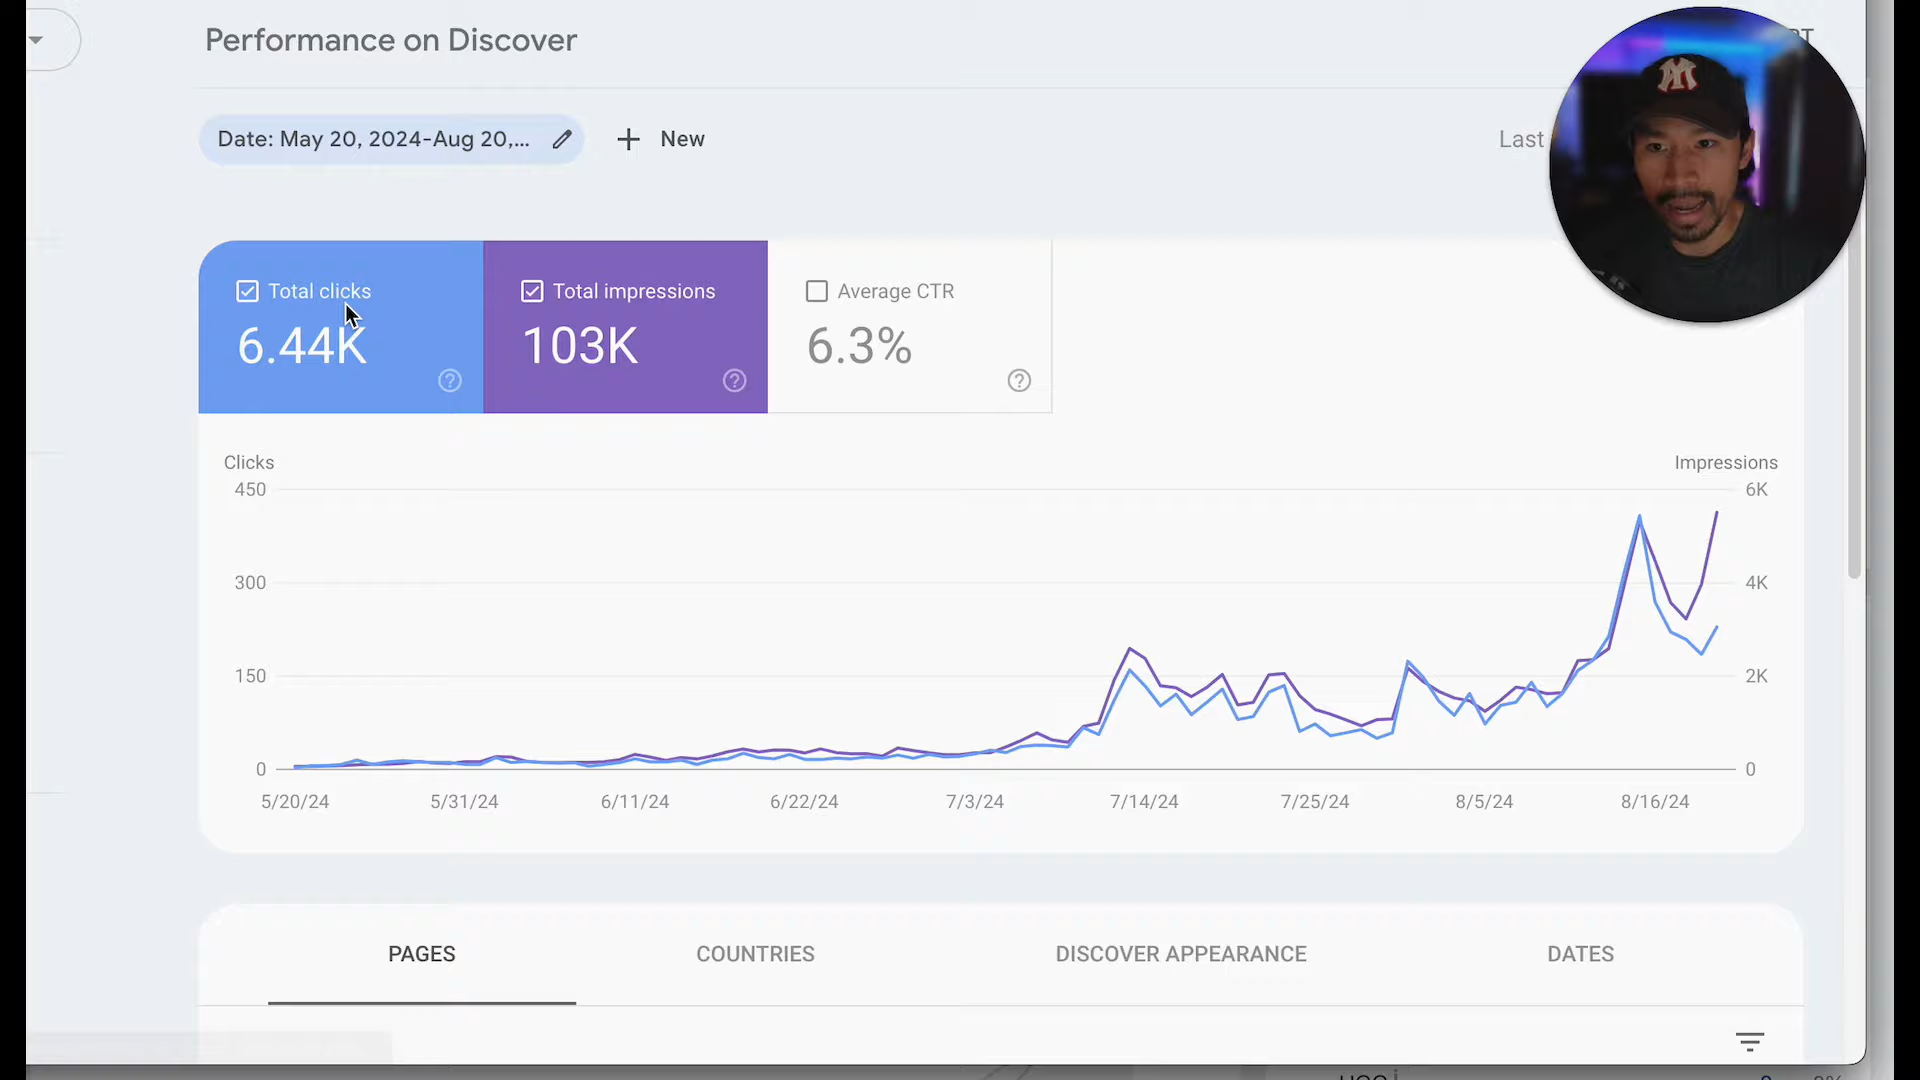 Performance on Discover
Date: May 20, 2024-Aug 20,...
New
Last
Total clicks
6.44K
Total impressions
103K
Average CTR
6.3%
Clicks
Impressions
450
6K
300
4K
150
2K
0
0
5/20/24
5/31/24
6/11/24
6/22/24
7/3/24
7/14/24
7/25/24
8/5/24
8/16/24
PAGES
COUNTRIES
DISCOVER APPEARANCE
DATES